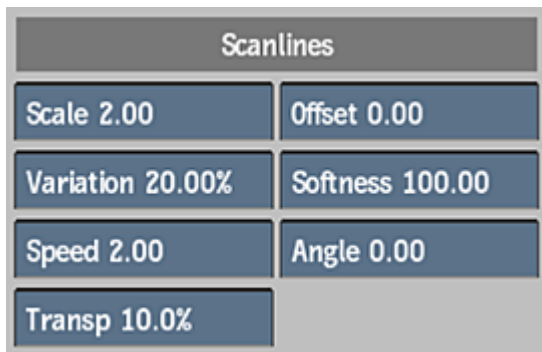 Scanlines
Scale 2.00
Offset 0.00
Variation 20.00%
Softness 100.00
Speed 2.00
Angle 0.00
Transp 10.0%